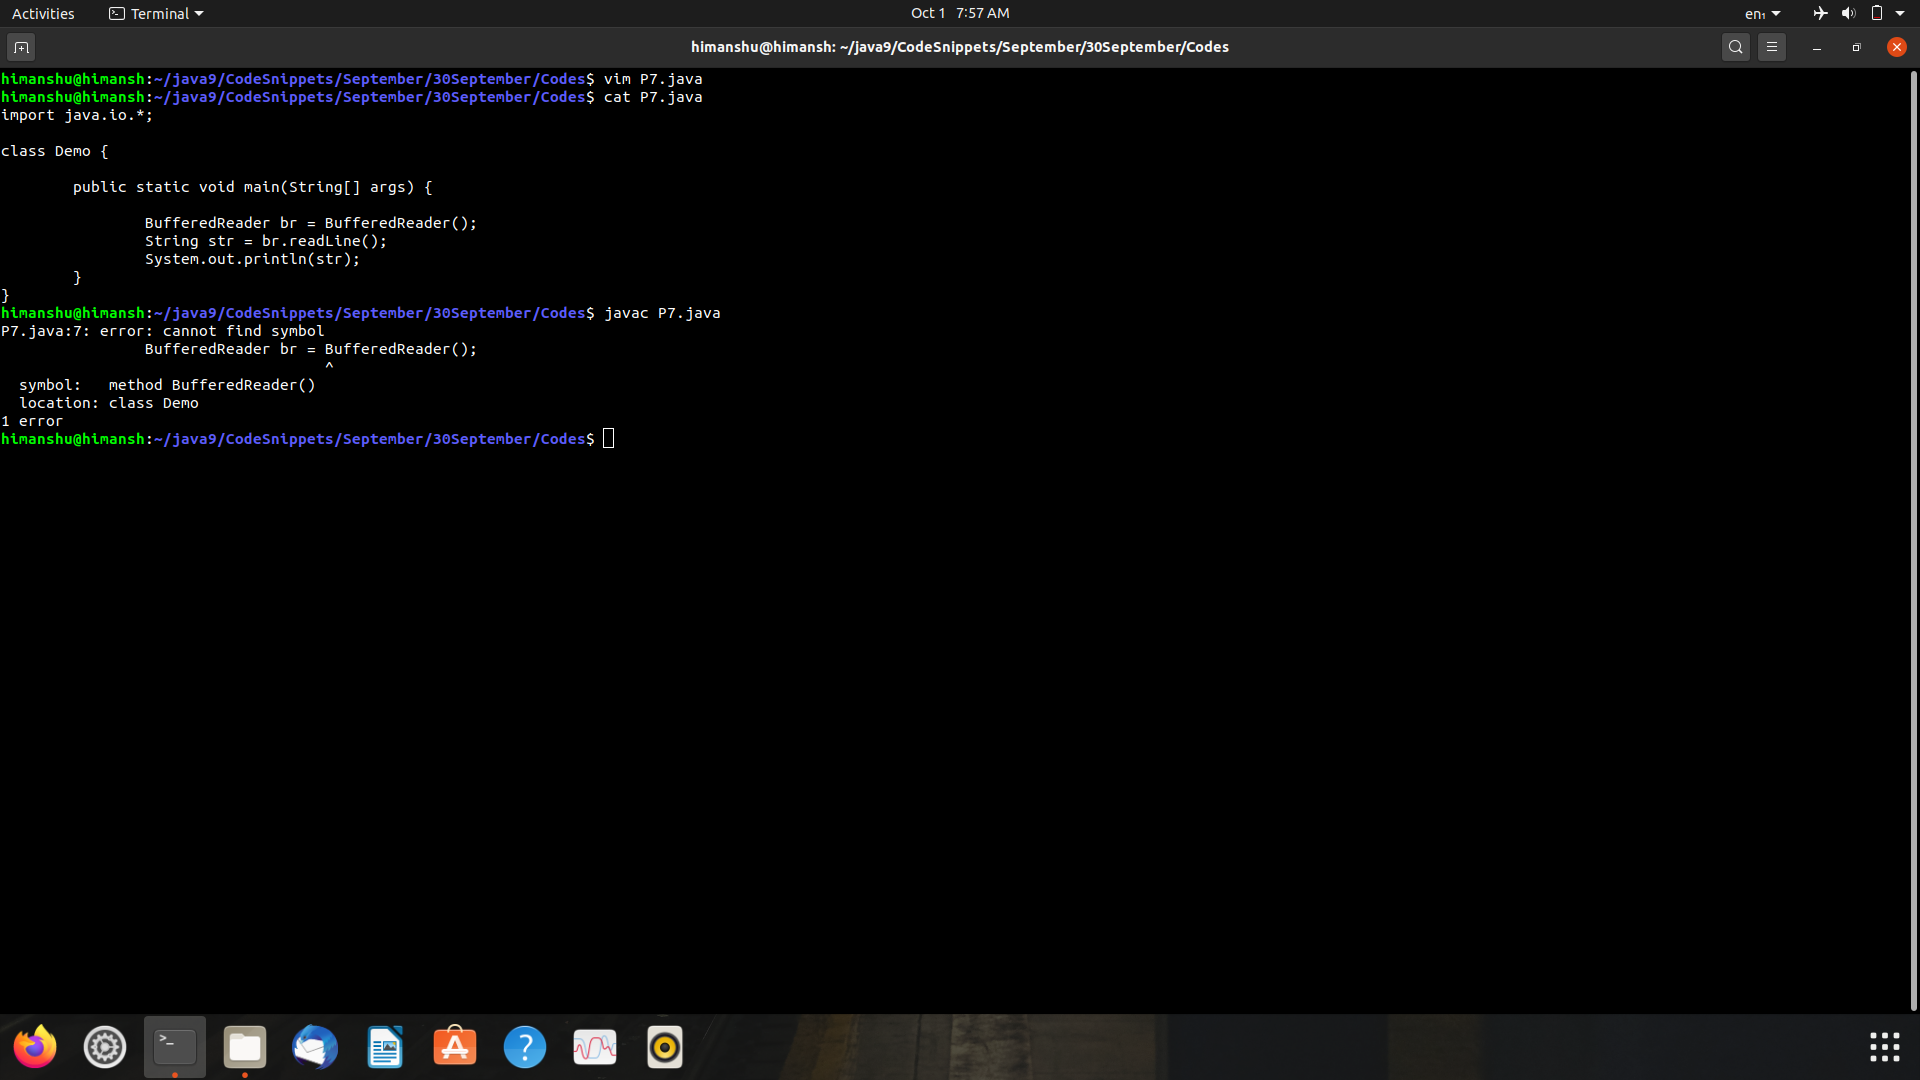 Activities Terminal Oct 1 7:57 AM en₁
himanshu@himansh: ~/java9/CodeSnippets/September/30September/Codes
himanshu@himansh:~/java9/CodeSnippets/September/30September/Codes$ vim P7.java
himanshu@himansh:~/java9/CodeSnippets/September/30September/Codes$ cat P7.java
import java.io.*;
class Demo {
        public static void main(String[] args) {
                BufferedReader br = BufferedReader();
                String str = br.readLine();
                System.out.println(str);
        }
}
himanshu@himansh:~/java9/CodeSnippets/September/30September/Codes$ javac P7.java
P7.java:7: error: cannot find symbol
                BufferedReader br = BufferedReader();
                                    ^
  symbol:   method BufferedReader()
  location: class Demo
1 error
himanshu@himansh:~/java9/CodeSnippets/September/30September/Codes$